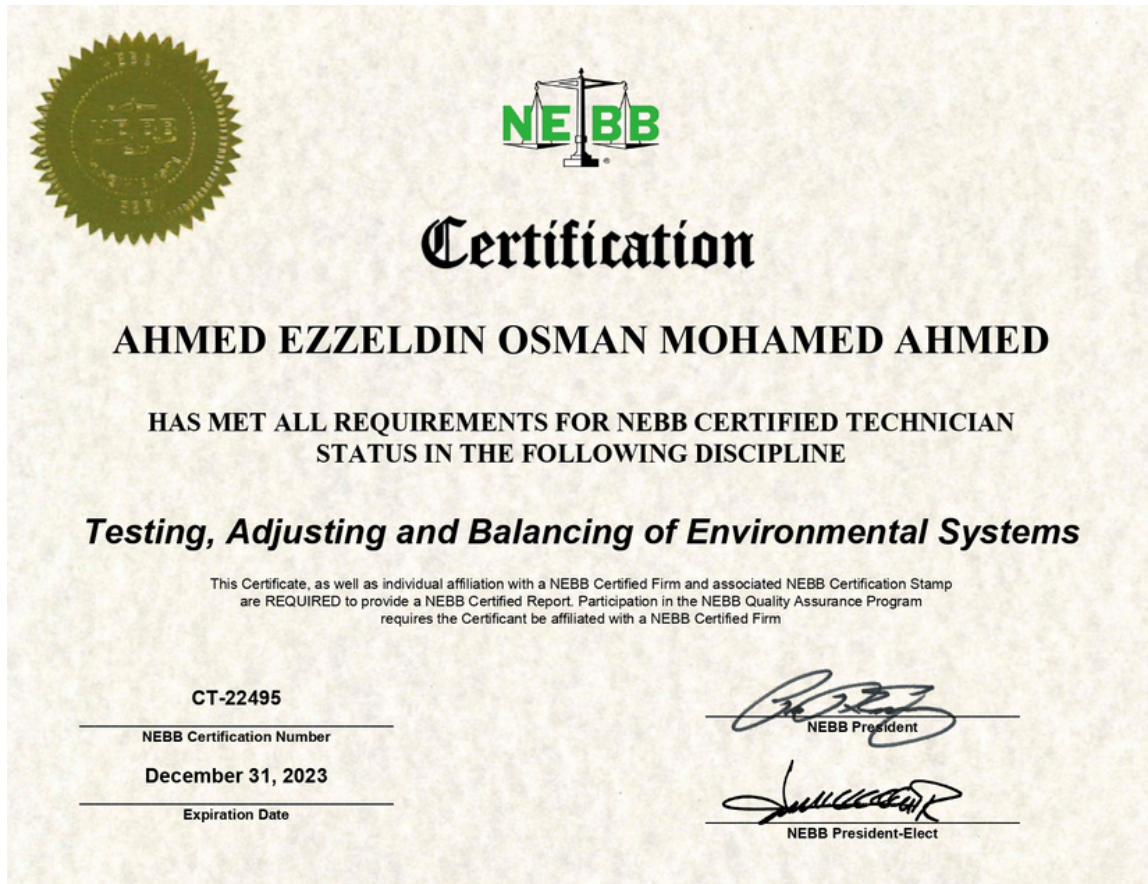 NEBB
NEBB
Certification
AHMED EZZELDIN OSMAN MOHAMED AHMED
HAS MET ALL REQUIREMENTS FOR NEBB CERTIFIED TECHNICIAN
STATUS IN THE FOLLOWING DISCIPLINE
Testing, Adjusting and Balancing of Environmental Systems
This Certificate, as well as individual affiliation with a NEBB Certified Firm and associated NEBB Certification Stamp
are REQUIRED to provide a NEBB Certified Report. Participation in the NEBB Quality Assurance Program
requires the Certificant be affiliated with a NEBB Certified Firm
CT-22495
NEBB Certification Number
December 31, 2023
Expiration Date
NEBB President
NEBB President-Elect